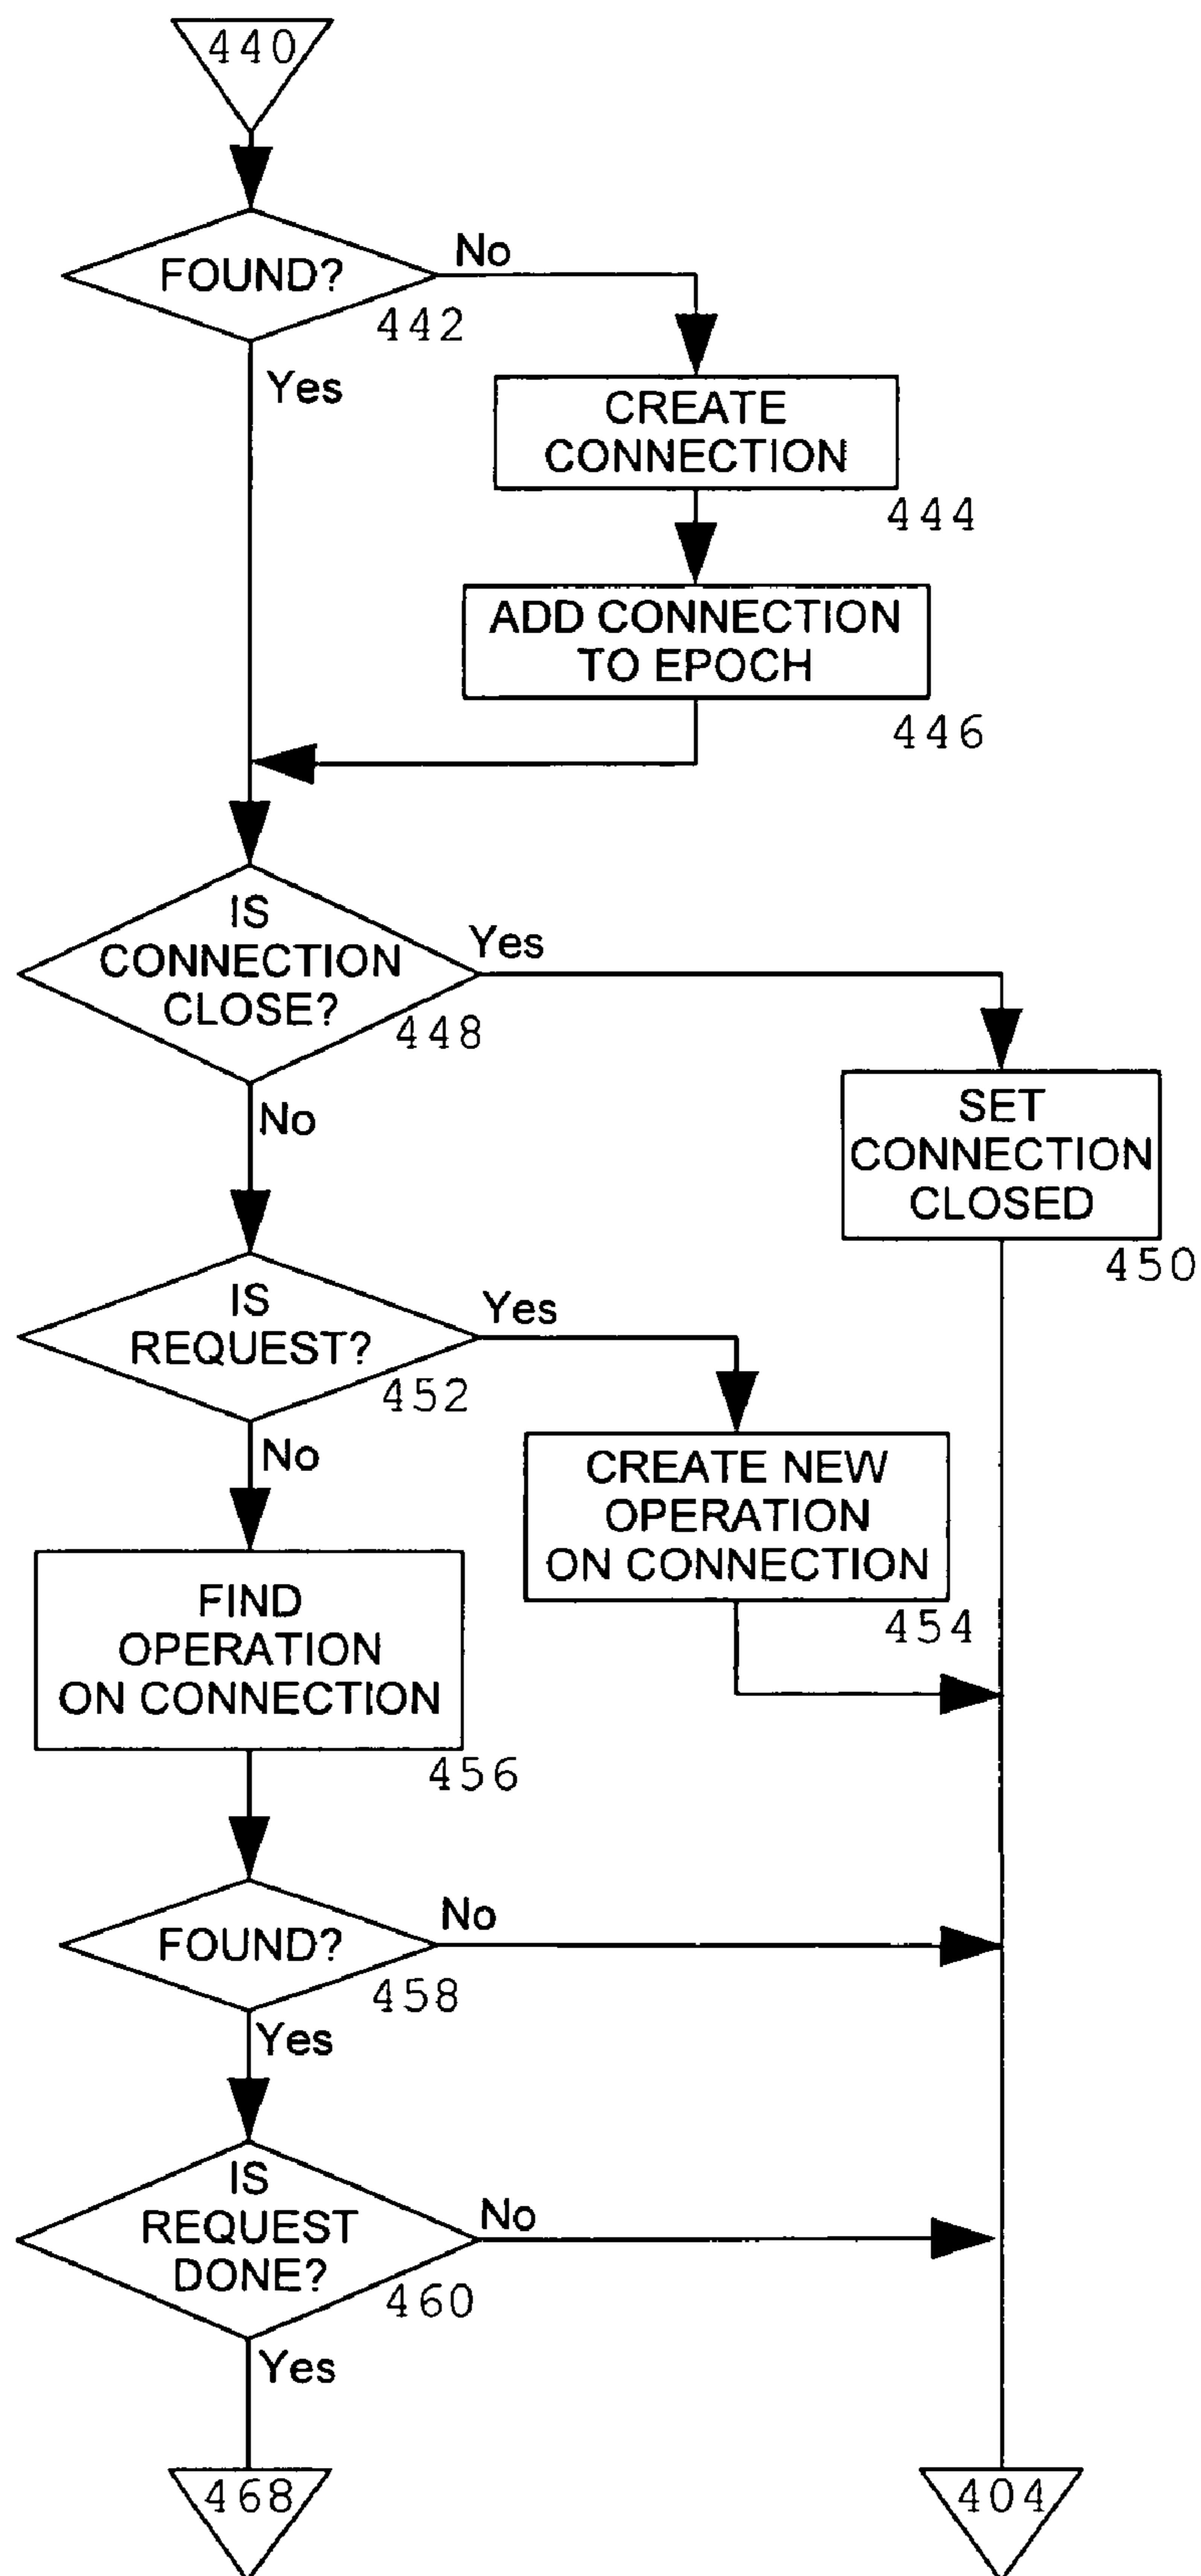 440
FOUND?
No
442
Yes
CREATE
CONNECTION
444
ADD CONNECTION
TO EPOCH
446
IS
CONNECTION
CLOSE?
Yes
448
No
SET
CONNECTION
CLOSED
450
IS
REQUEST?
Yes
452
No
CREATE NEW
OPERATION
ON CONNECTION
454
FIND
OPERATION
ON CONNECTION
456
FOUND?
No
458
Yes
IS
REQUEST
DONE?
No
460
Yes
468
404